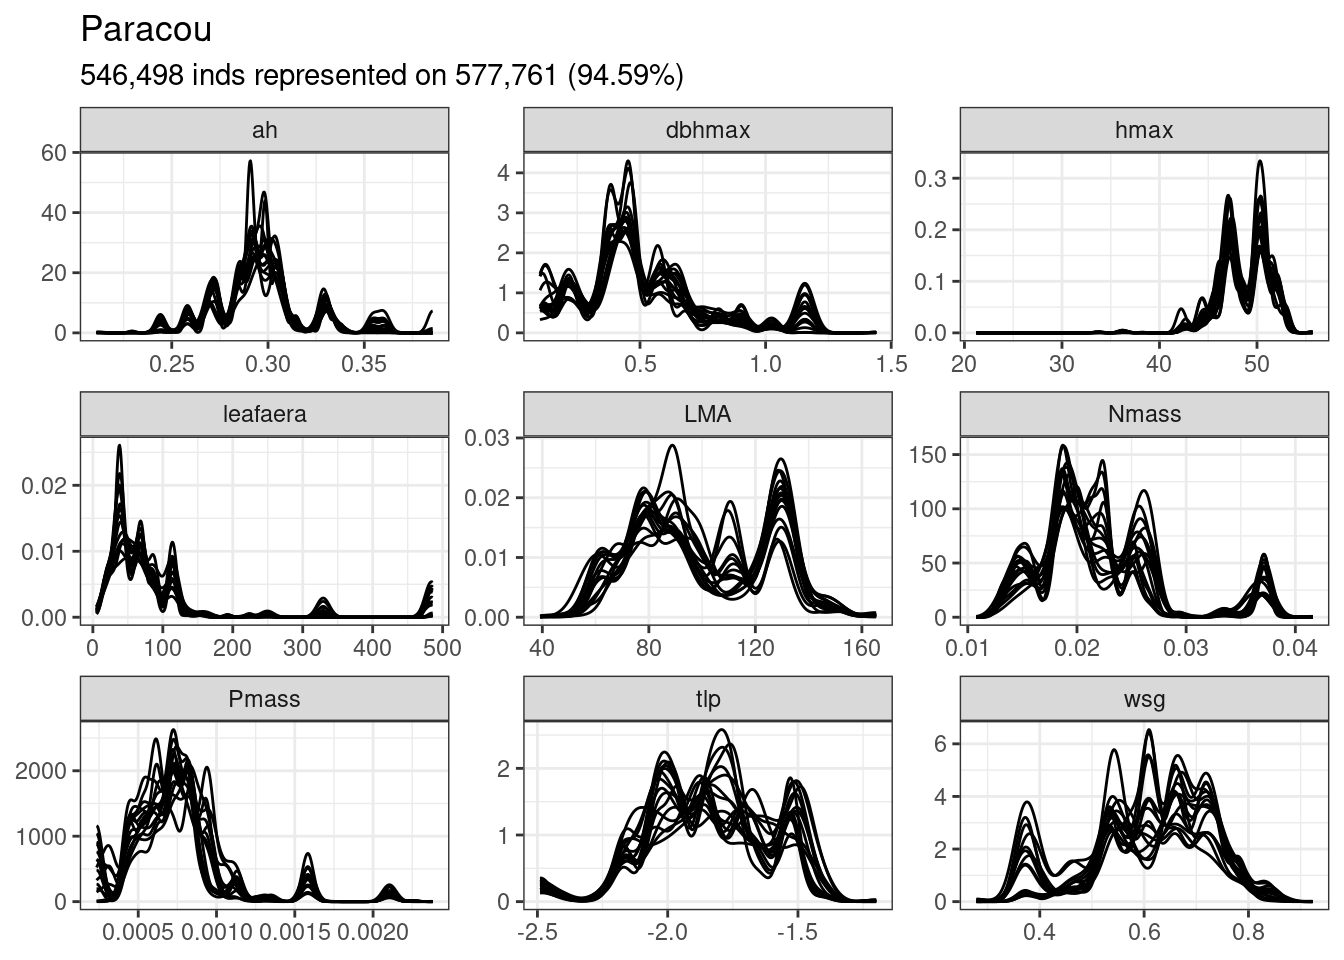 Paracou
546,498 inds represented on 577,761 (94.59%)
ah
dbhmax
hmax
60
40
20
0
0.25 0.30 0.35
4
3
2
1
0
0.5 1.0 1.5
0.3
0.2
0.1
0.0
20 30 40 50
leafaera
LMA
Nmass
0.02
0.01
0.00
0 100 200 300 400 500
0.03
0.02
0.01
0.00
40 80 120 160
150
100
50
0
0.01 0.02 0.03 0.04
Pmass
tlp
wsg
2000
1000
0
0.0005 0.0010 0.0015 0.0020
2
1
0
-2.5 -2.0 -1.5
6
4
2
0
0.4 0.6 0.8